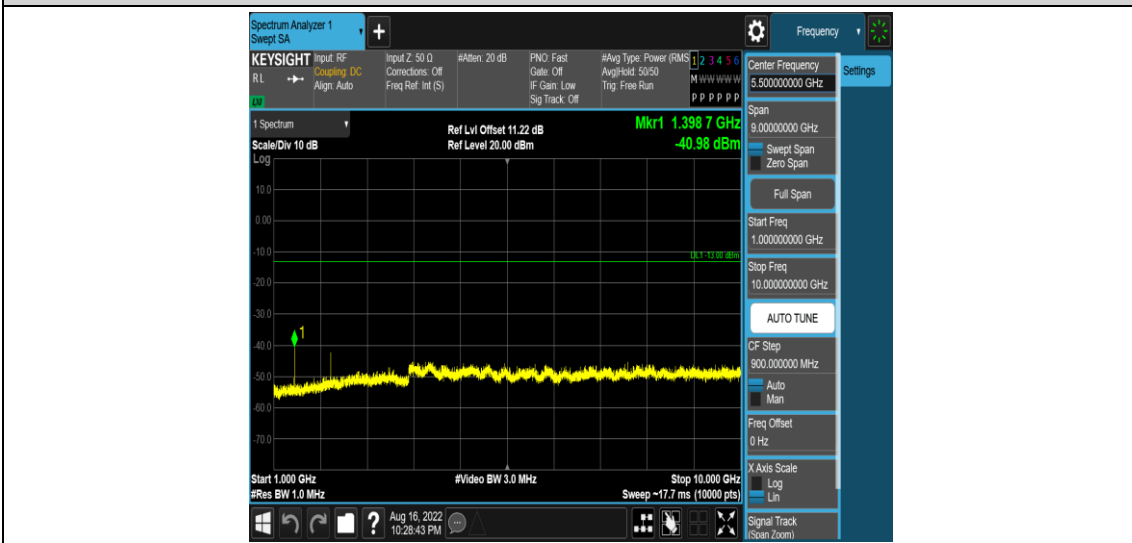 Spectrum Analyzer 1
Swept SA
+
Frequency
KEYSIGHT
RL
LXI
Input: RF
Coupling: DC
Align: Auto
Input Z: 50 Ω
Corrections: Off
Freq Ref: Int (S)
#Atten: 20 dB
PNO: Fast
Gate: Off
IF Gain: Low
Sig Track: Off
#Avg Type: Power (RMS
Avg|Hold: 50/50
Trig: Free Run
1 2 3 4 5 6
M W W W W W
P P P P P P
1 Spectrum
Scale/Div 10 dB
Ref Lvl Offset 11.22 dB
Ref Level 20.00 dBm
Mkr1 1.398 7 GHz
-40.98 dBm
Log
10.0
0.00
-10.0
-20.0
-30.0
-40.0
-50.0
-60.0
-70.0
DL1 -13.00 dBm
1
Start 1.000 GHz
#Res BW 1.0 MHz
#Video BW 3.0 MHz
Stop 10.000 GHz
Sweep ~17.7 ms (10000 pts)
Center Frequency
5.500000000 GHz
Settings
Span
9.00000000 GHz
Swept Span
Zero Span
Full Span
Start Freq
1.000000000 GHz
Stop Freq
10.000000000 GHz
AUTO TUNE
CF Step
900.000000 MHz
Auto
Man
Freq Offset
0 Hz
X Axis Scale
Log
Lin
Signal Track
(Span Zoom)
?
Aug 16, 2022
10:28:43 PM